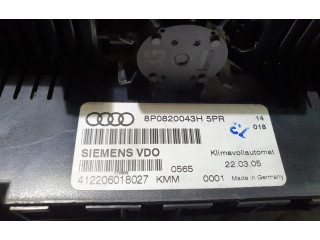 8P0820043H 5PR 14
018
SIEMENS VDO Klimavollautomat
0565 22.03.05
412206018027 KMM 0001 Made in Germany